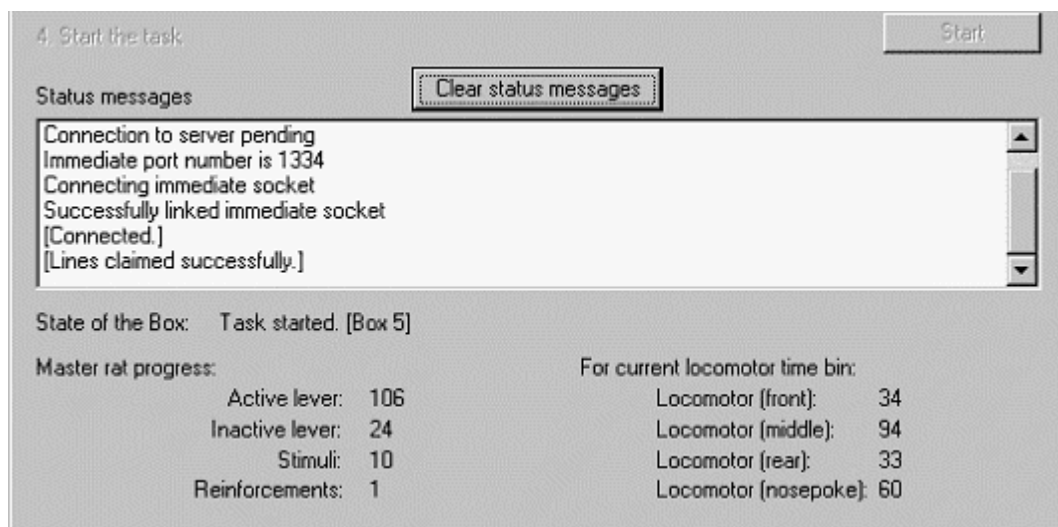 4. Start the task
Start
Status messages
Clear status messages
Connection to server pending
Immediate port number is 1334
Connecting immediate socket
Successfully linked immediate socket
[Connected.]
[Lines claimed successfully.]
State of the Box: Task started. [Box 5]
Master rat progress:
Active lever: 106
Inactive lever: 24
Stimuli: 10
Reinforcements: 1
For current locomotor time bin:
Locomotor (front): 34
Locomotor (middle): 94
Locomotor (rear): 33
Locomotor (nosepoke): 60